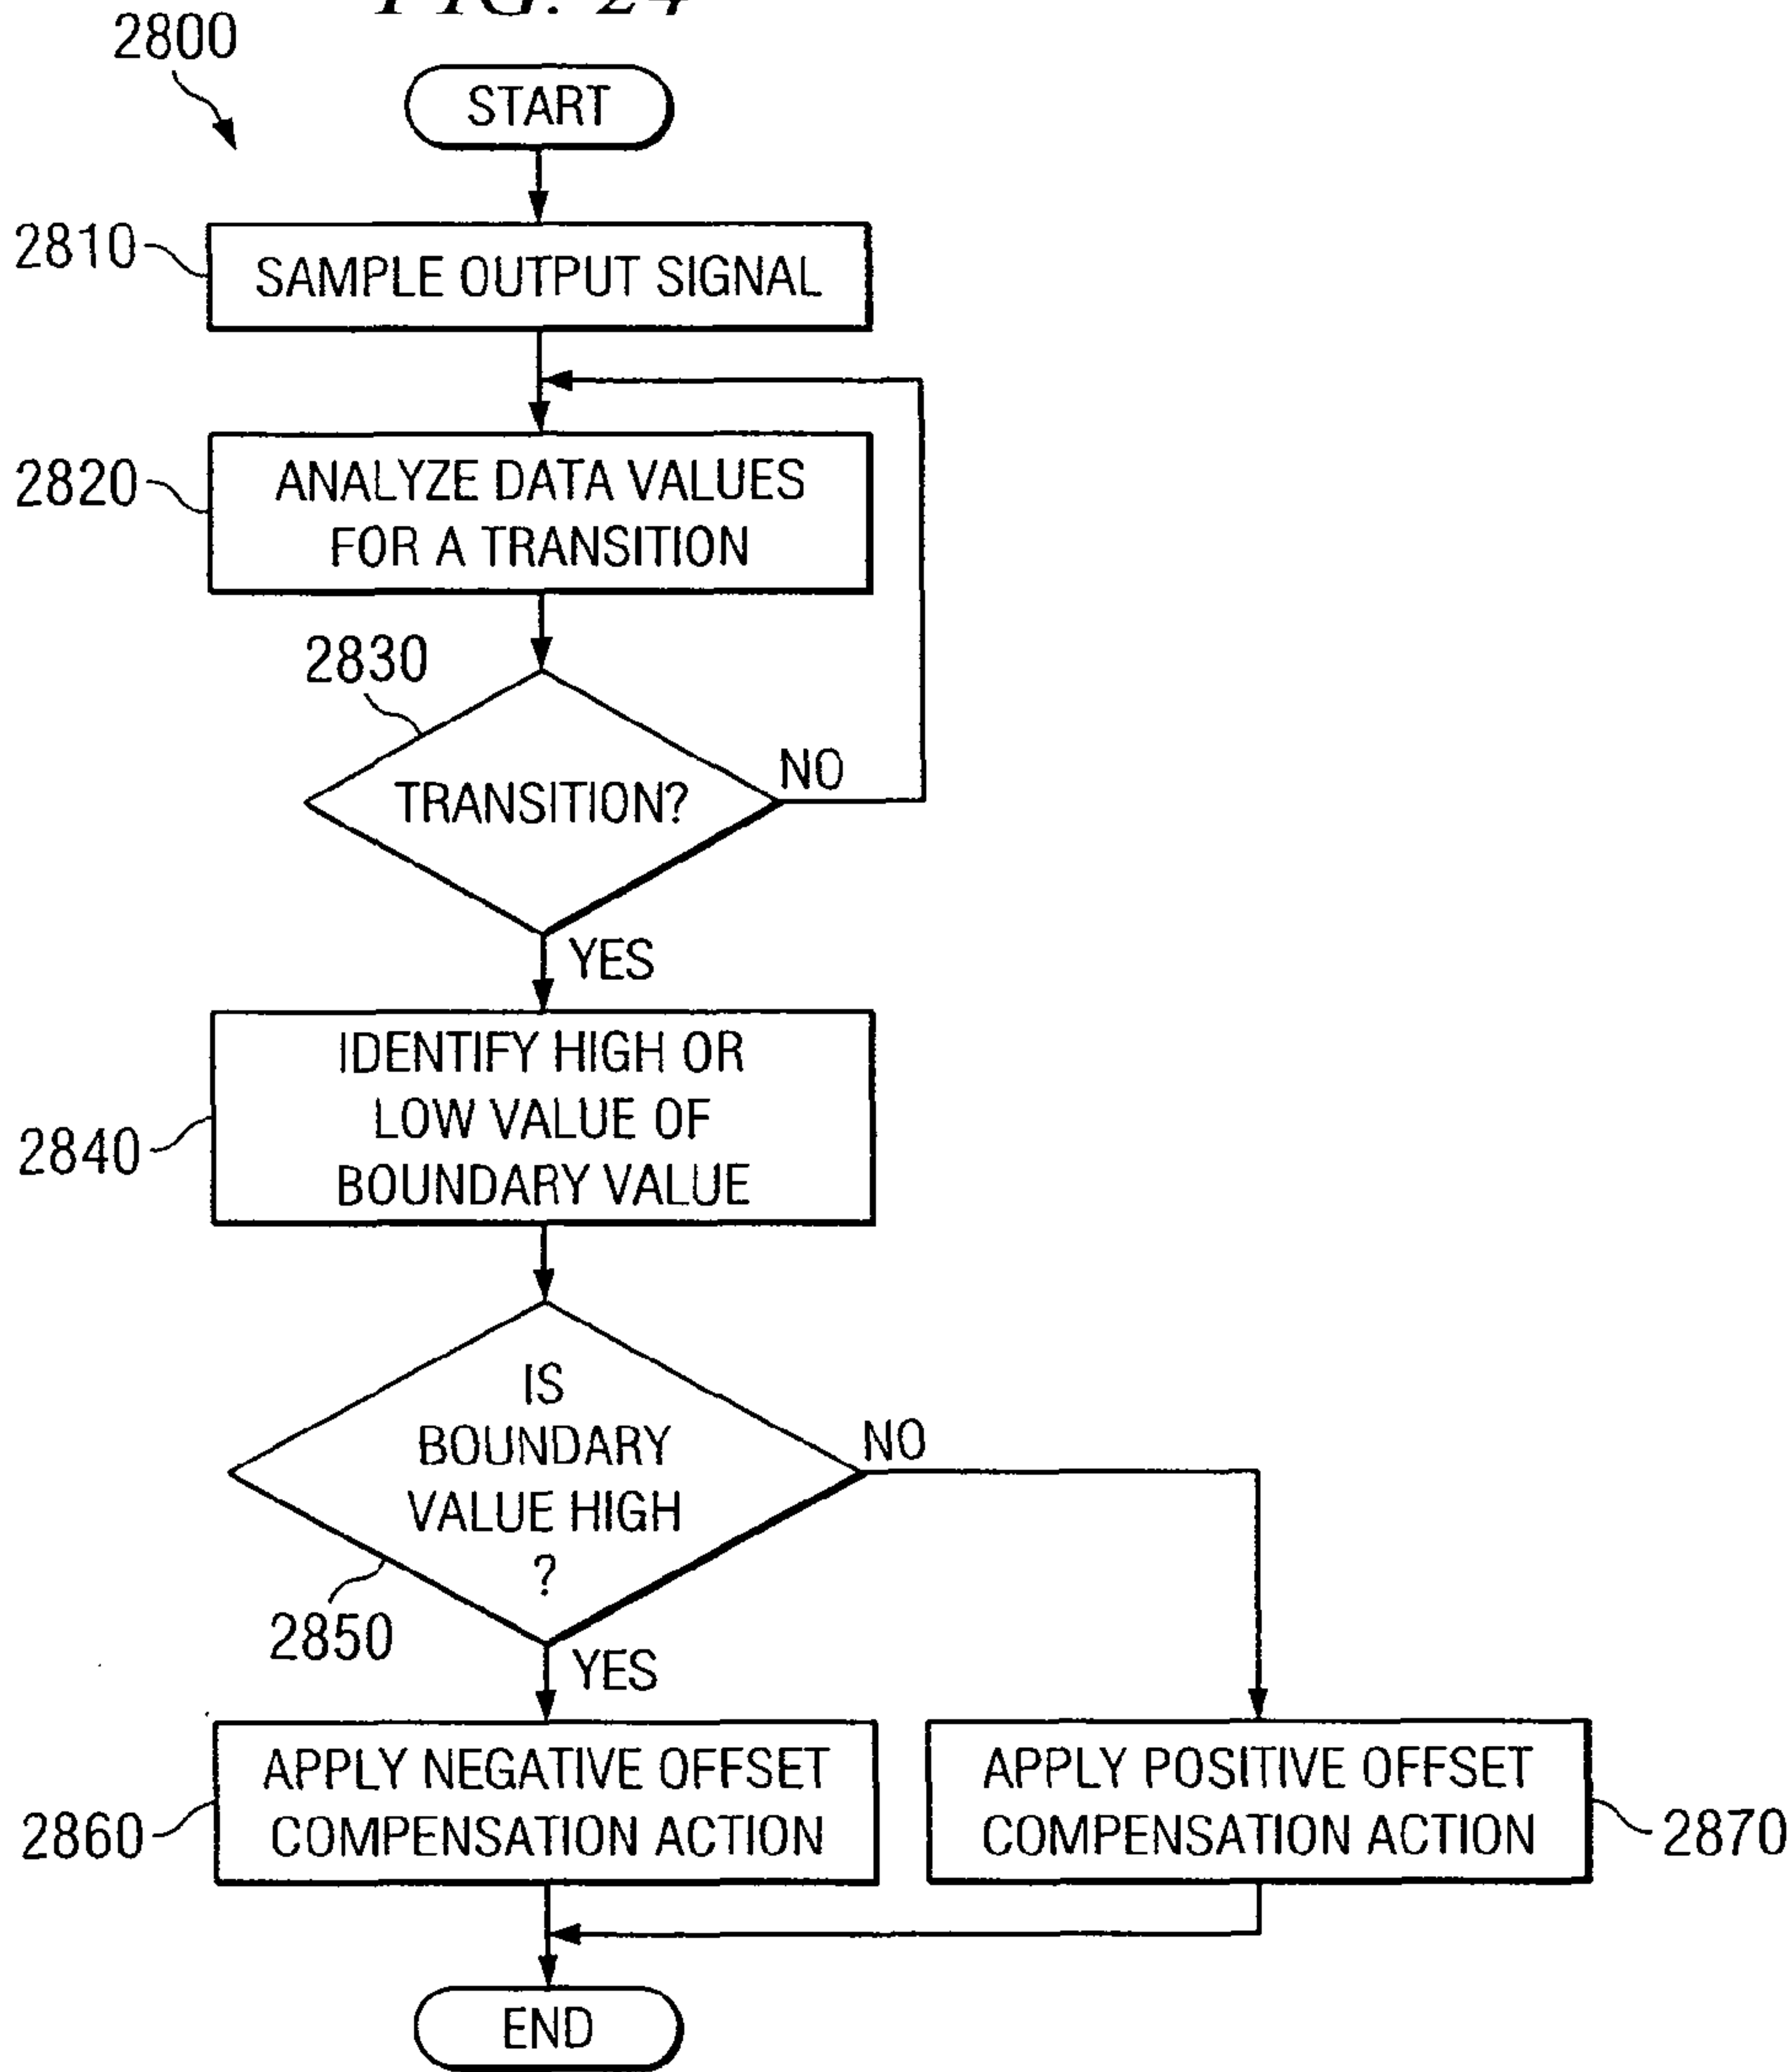 FIG. 24
2800
START
2810
SAMPLE OUTPUT SIGNAL
2820
ANALYZE DATA VALUES
FOR A TRANSITION
2830
TRANSITION?
NO
YES
2840
IDENTIFY HIGH OR
LOW VALUE OF
BOUNDARY VALUE
IS
BOUNDARY
VALUE HIGH
?
NO
2850
YES
2860
APPLY NEGATIVE OFFSET
COMPENSATION ACTION
APPLY POSITIVE OFFSET
COMPENSATION ACTION
2870
END